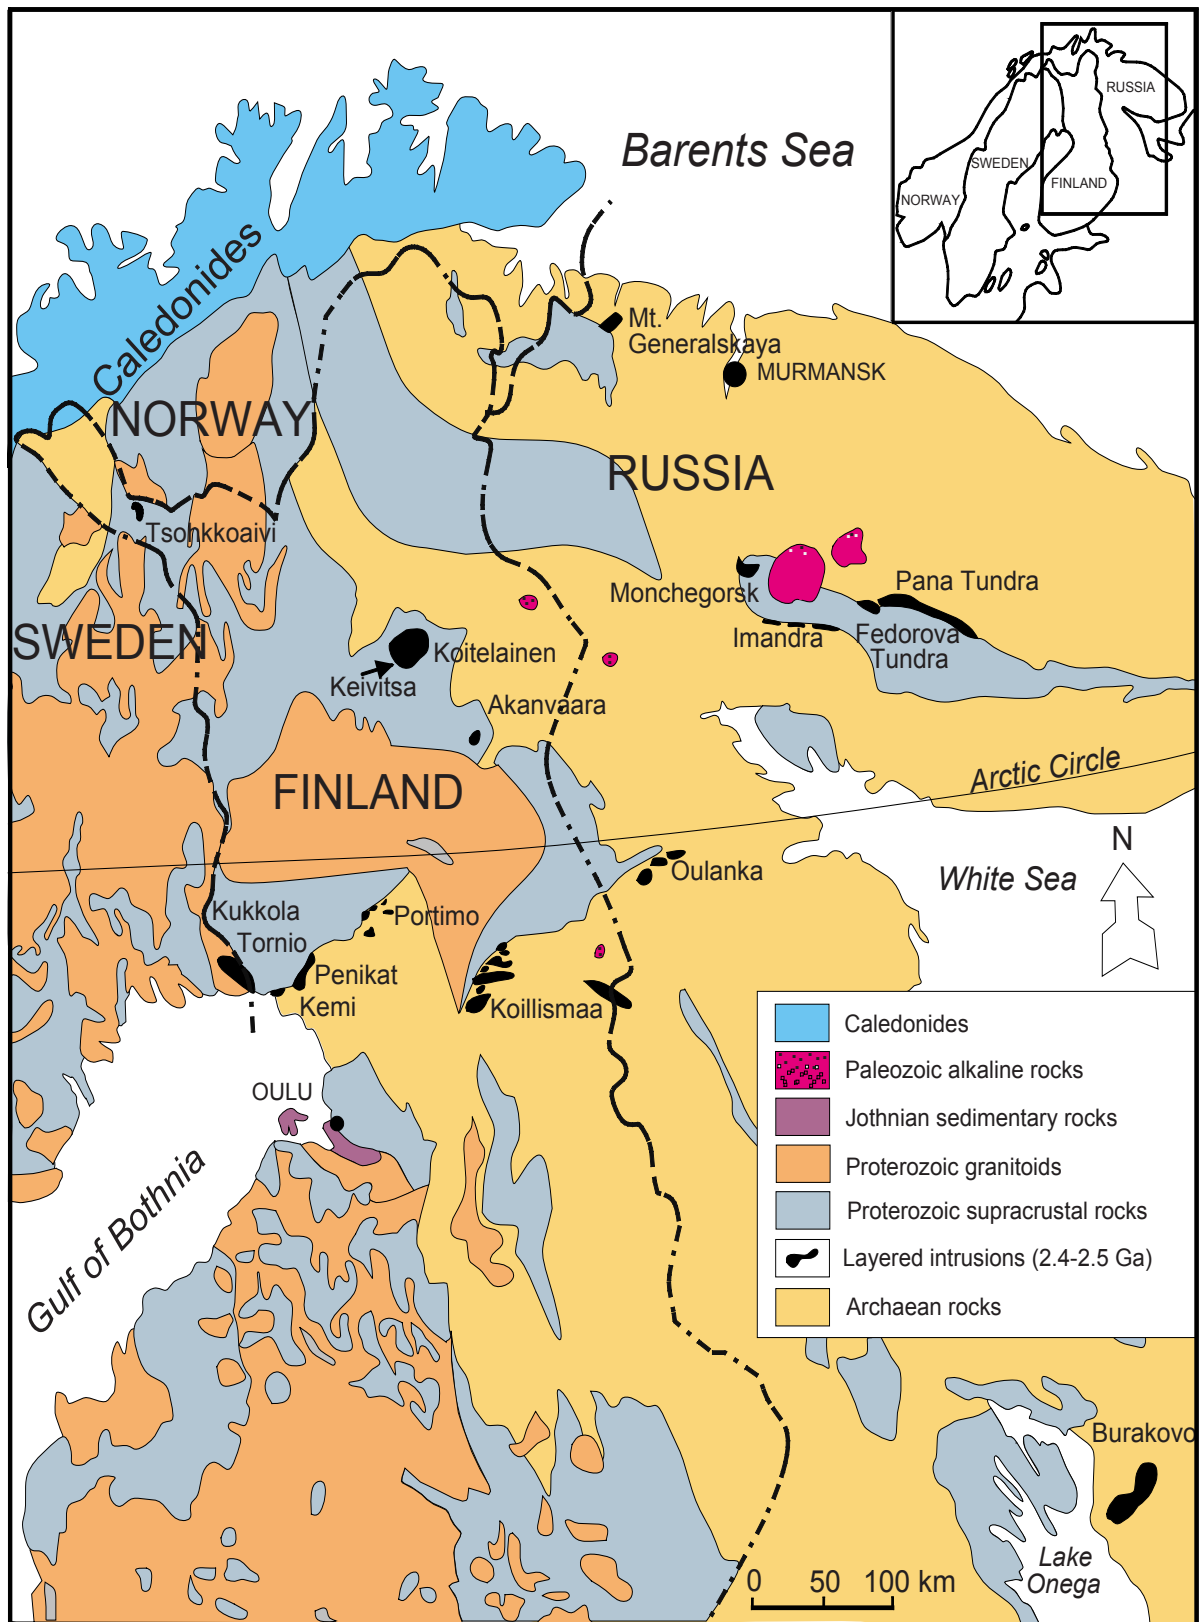 Barents Sea
RUSSIA
SWEDEN
FINLAND
NORWAY
Caledonides
Mt.
Generalskaya
MURMANSK
NORWAY
RUSSIA
Tsohkkoaivi
Monchegorsk
Pana Tundra
Imandra
Fedorova
Tundra
SWEDEN
Koitelainen
Keivitsa
Akanvaara
Arctic Circle
FINLAND
N
Oulanka
White Sea
Kukkola
Portimo
Tornio
Penikat
Kemi
Koillismaa
OULU
Gulf of Bothnia
Caledonides
Paleozoic alkaline rocks
Jothnian sedimentary rocks
Proterozoic granitoids
Proterozoic supracrustal rocks
Layered intrusions (2.4-2.5 Ga)
Archaean rocks
Burakovo
Lake
Onega
0 50 100 km